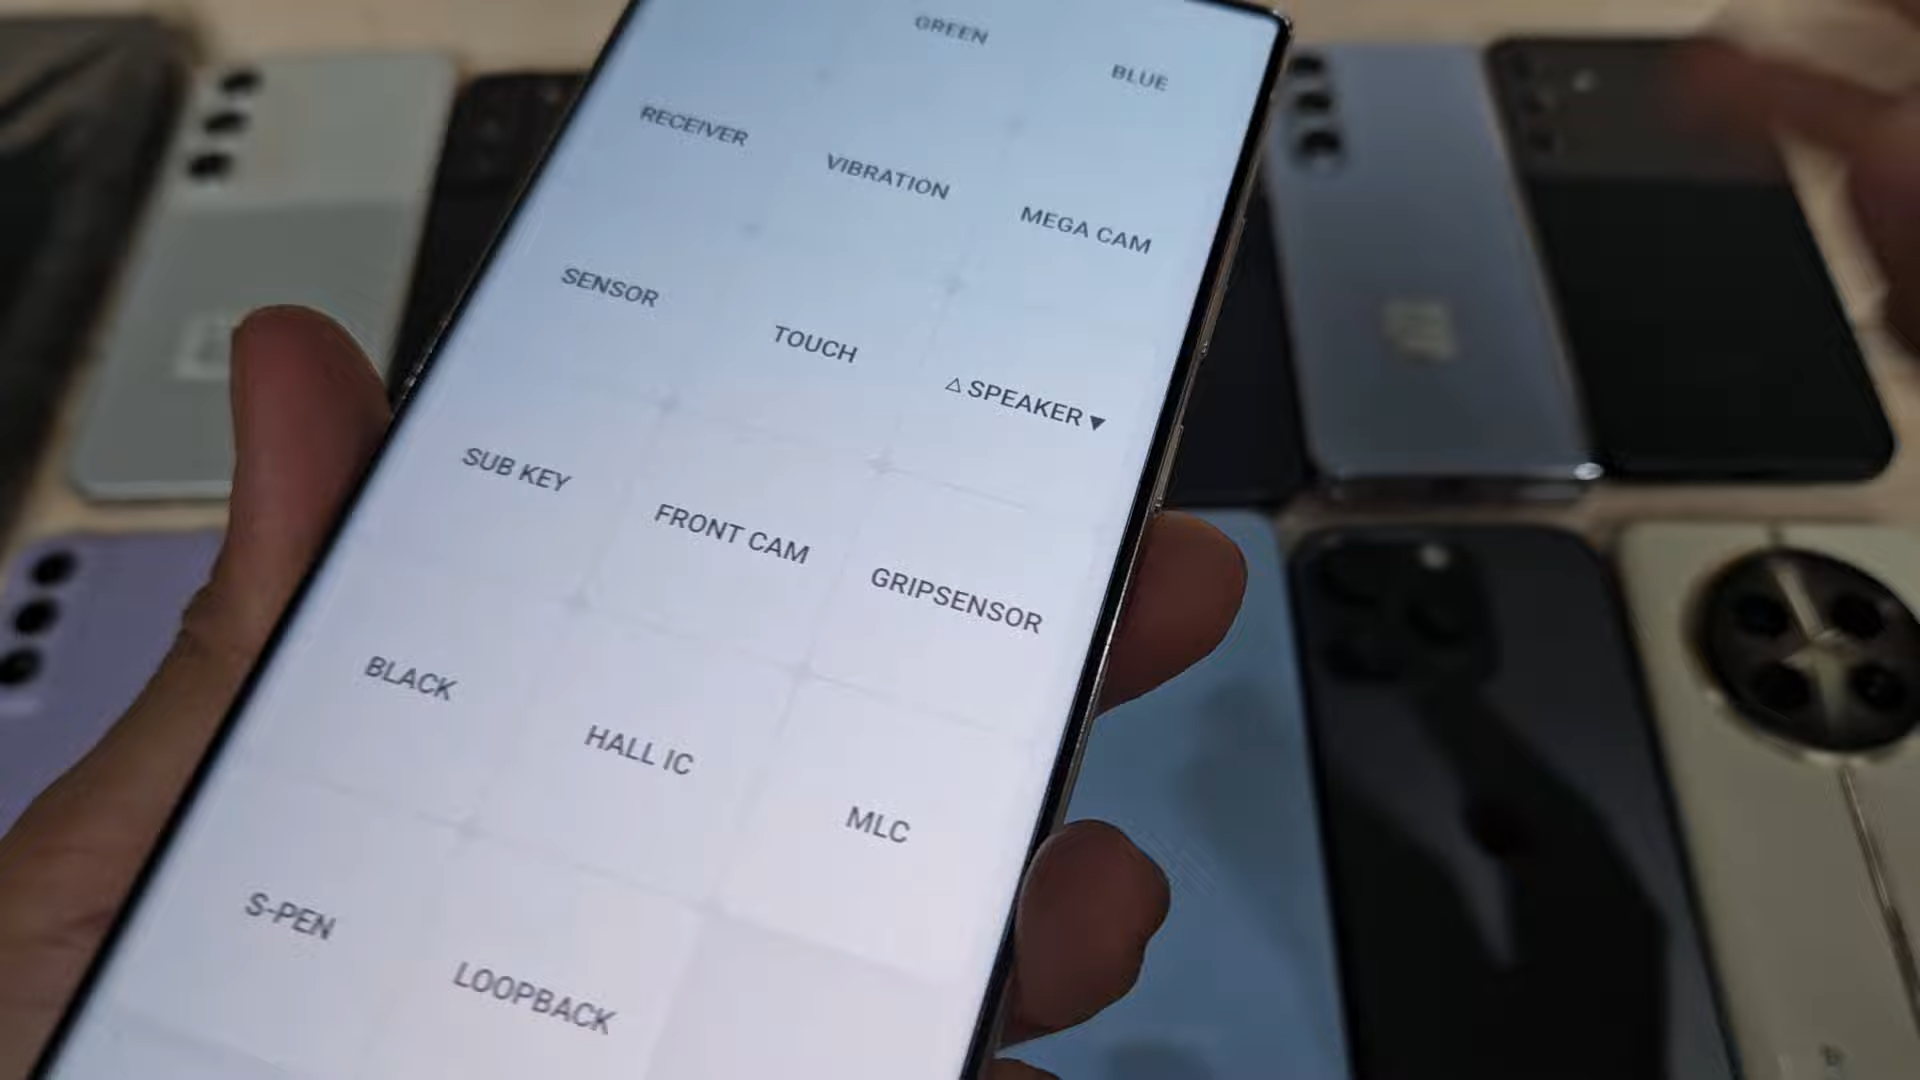 GREEN
BLUE
RECEIVER
VIBRATION
MEGA CAM
SENSOR
TOUCH
△ SPEAKER ▼
SUB KEY
FRONT CAM
GRIPSENSOR
BLACK
HALL IC
MLC
S-PEN
LOOPBACK